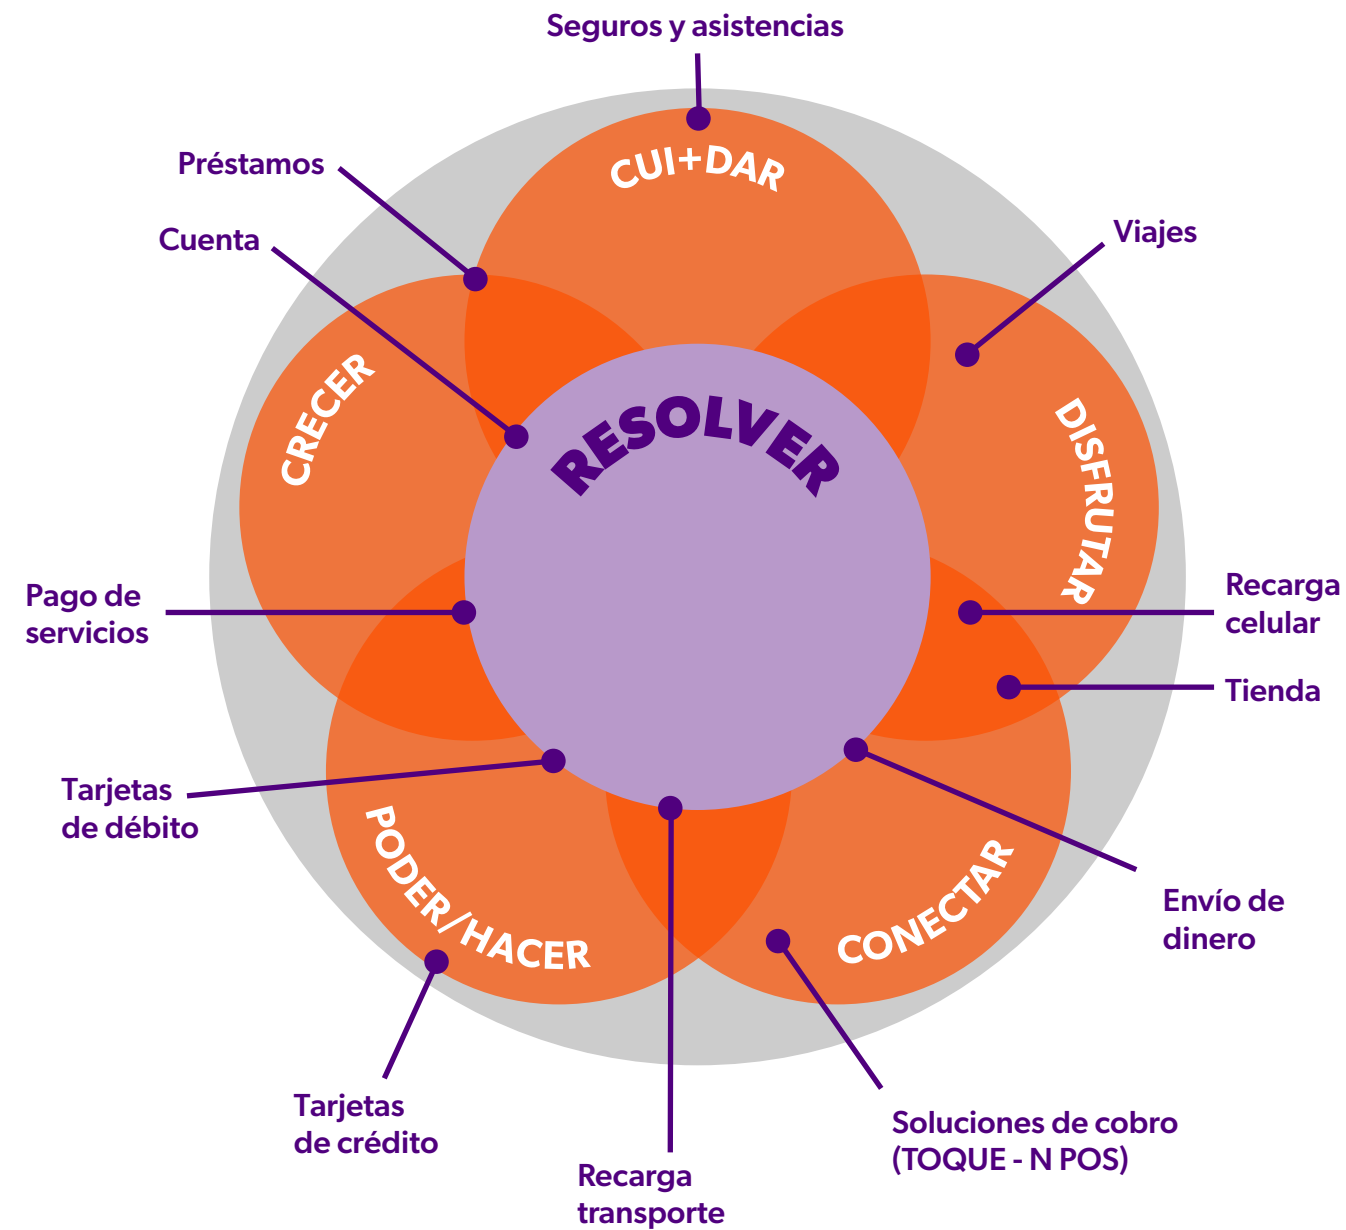 Seguros y asistencias
Préstamos
CUI+DAR
Cuenta
Viajes
CRECER
RESOLVER
DISFRUTAR
Pago de
servicios
Recarga
celular
Tienda
Tarjetas
de débito
PODER/HACER
CONECTAR
Envío de
dinero
Tarjetas
de crédito
Soluciones de cobro
(TOQUE - N POS)
Recarga
transporte